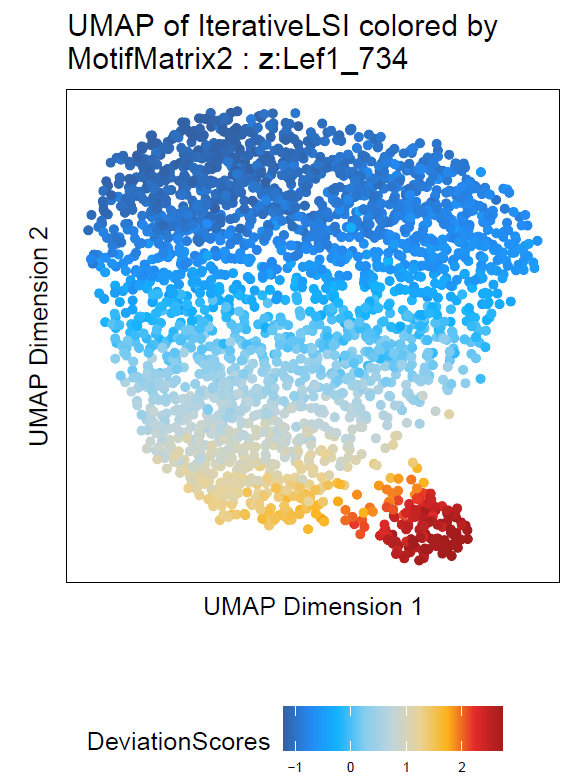 UMAP of IterativeLSI colored by
MotifMatrix2 : z:Lef1_734
UMAP Dimension 2
UMAP Dimension 1
DeviationScores
−1 0 1 2